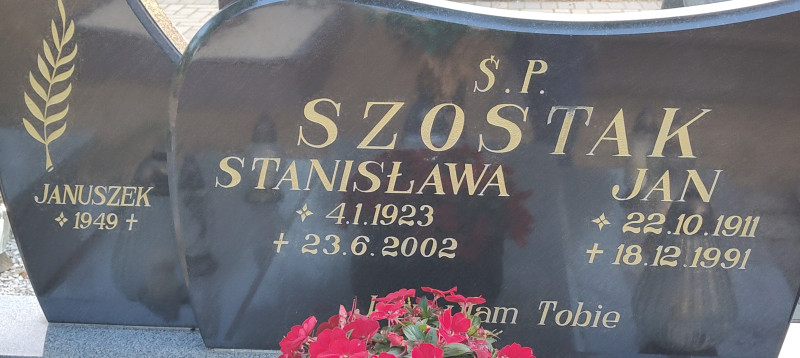 JANUSZEK
✧ 1949 ✝
Ś.P.
SZOSTAK
STANISŁAWA
✧ 4.1.1923
✝ 23.6.2002
JAN
✧ 22.10.1911
✝ 18.12.1991
Tobie